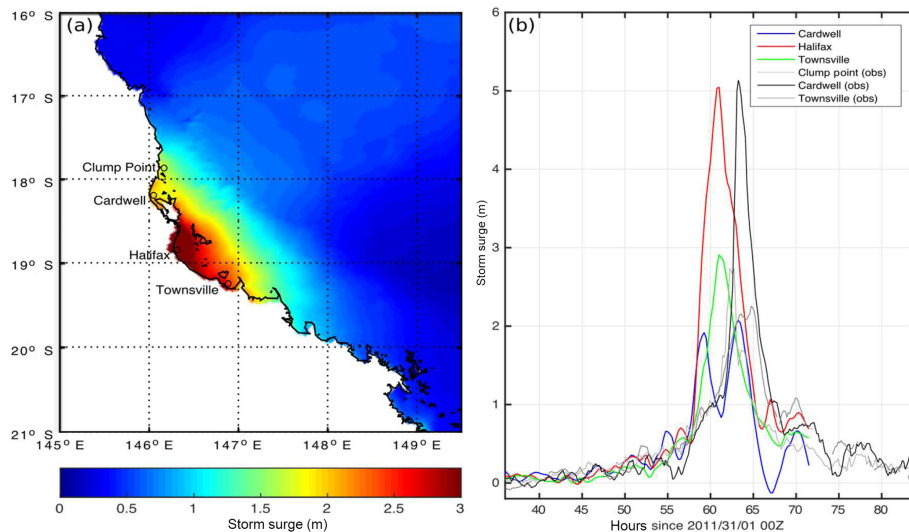 (a)
16° S
17° S
18° S
19° S
20° S
21° S
Clump Point
Cardwell
Halifax
Townsville
145° E
146° E
147° E
148° E
149° E
0 0.5 1 1.5 2 2.5 3
Storm surge (m)
(b)
Cardwell
Halifax
Townsville
Clump point (obs)
Cardwell (obs)
Townsville (obs)
Storm surge (m)
6
5
4
3
2
1
0
40 45 50 55 60 65 70 75 80
Hours since 2011/31/01 00Z